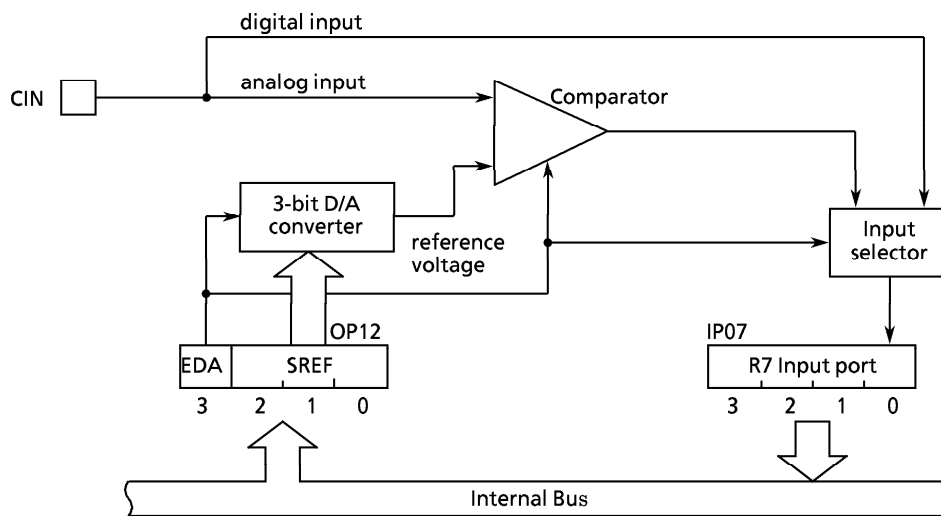 digital input
CIN
analog input
Comparator
3-bit D/A
converter
reference
voltage
Input
selector
OP12
IP07
EDA
SREF
R7 Input port
3 2 1 0
3 2 1 0
Internal Bus